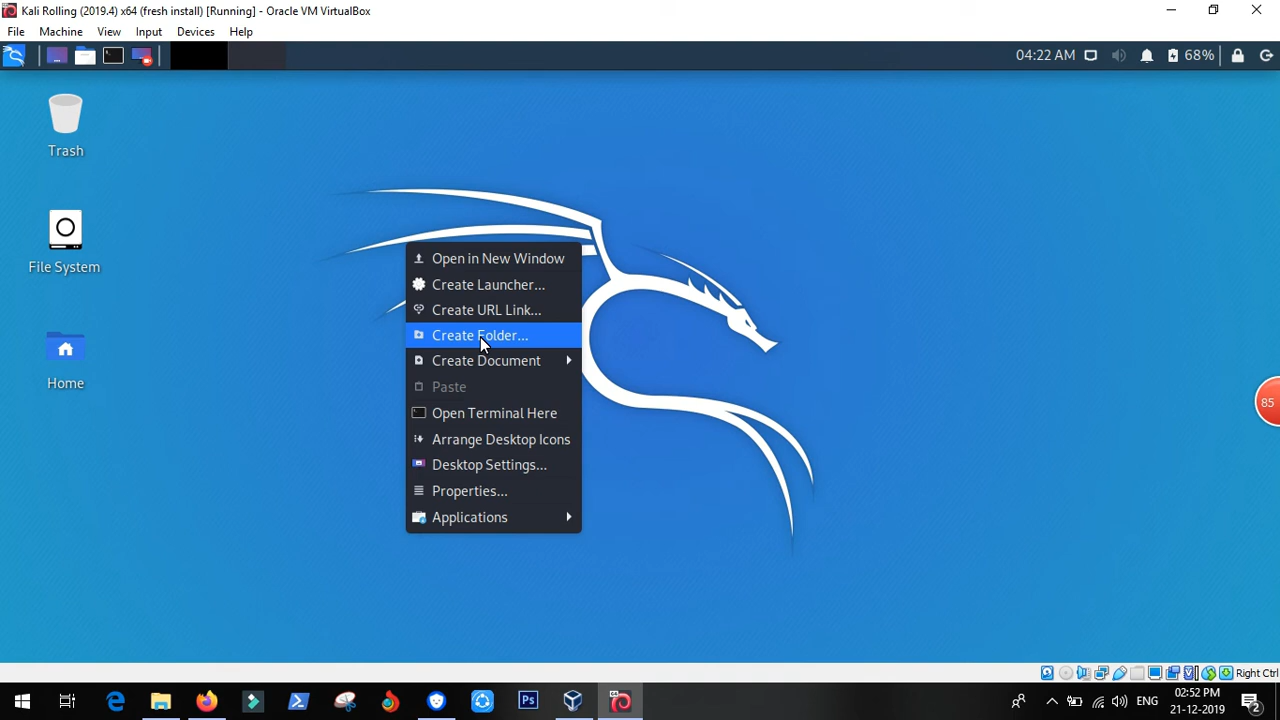 Kali Rolling (2019.4) x64 (fresh install) [Running] - Oracle VM VirtualBox
File Machine View Input Devices Help
04:22 AM 68%
Trash
File System
Home
Open in New Window
Create Launcher...
Create URL Link...
Create Folder...
Create Document
Paste
Open Terminal Here
Arrange Desktop Icons
Desktop Settings...
Properties...
Applications
85
Right Ctrl
Ps
ENG
02:52 PM
21-12-2019
2